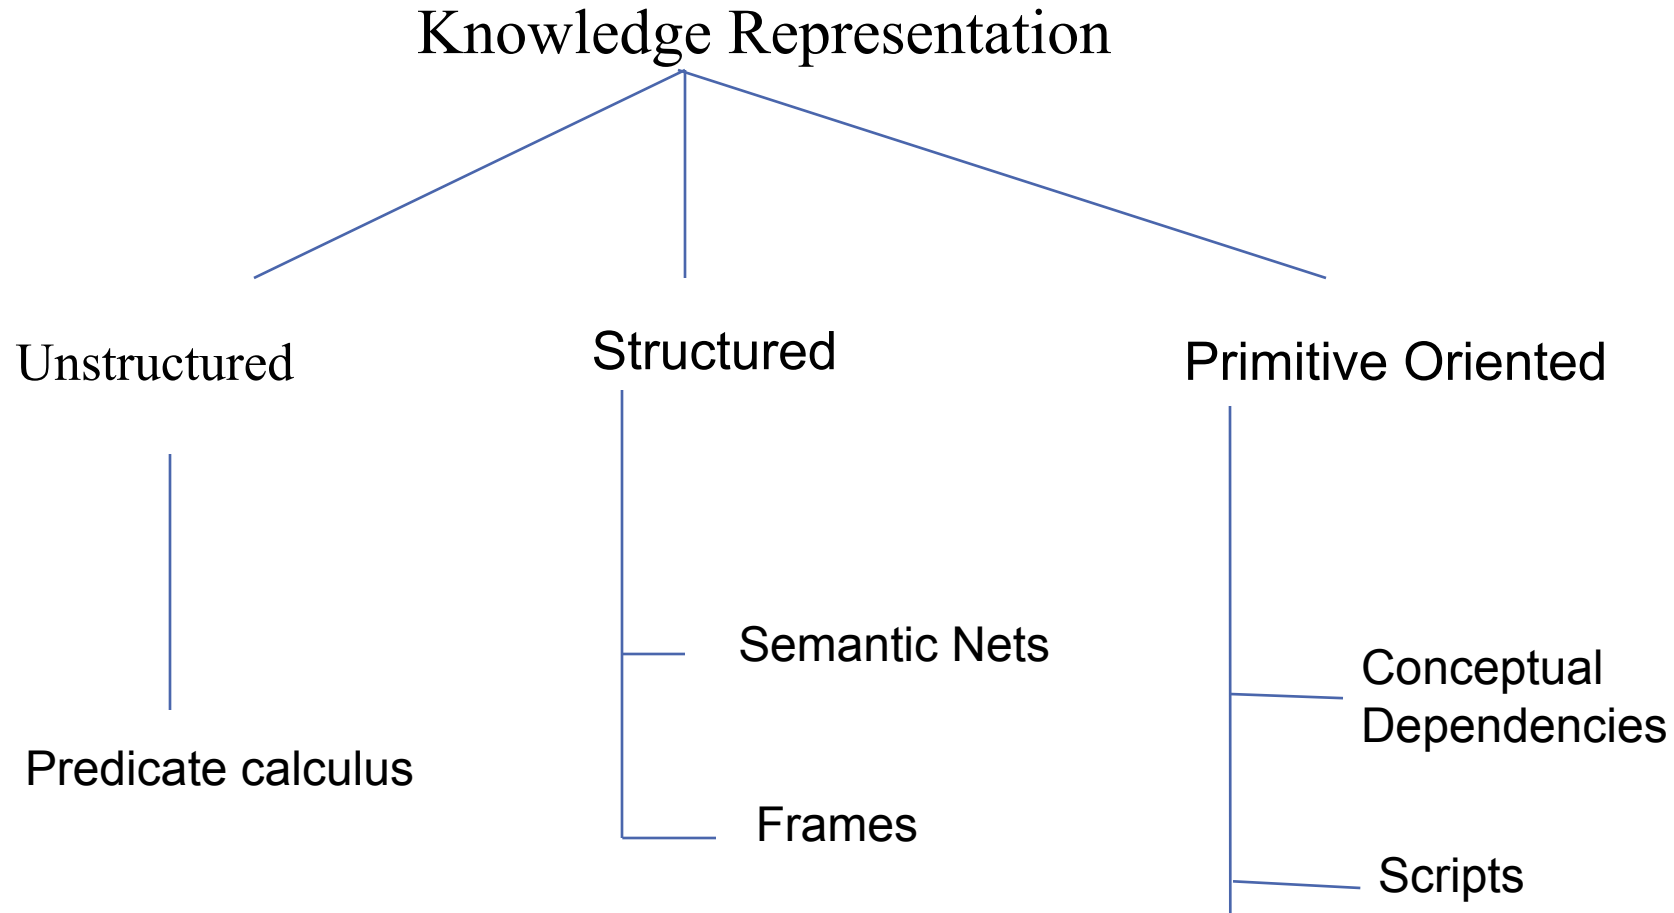 Knowledge Representation
Unstructured
Structured
Primitive Oriented
Semantic Nets
Conceptual
Dependencies
Predicate calculus
Frames
Scripts